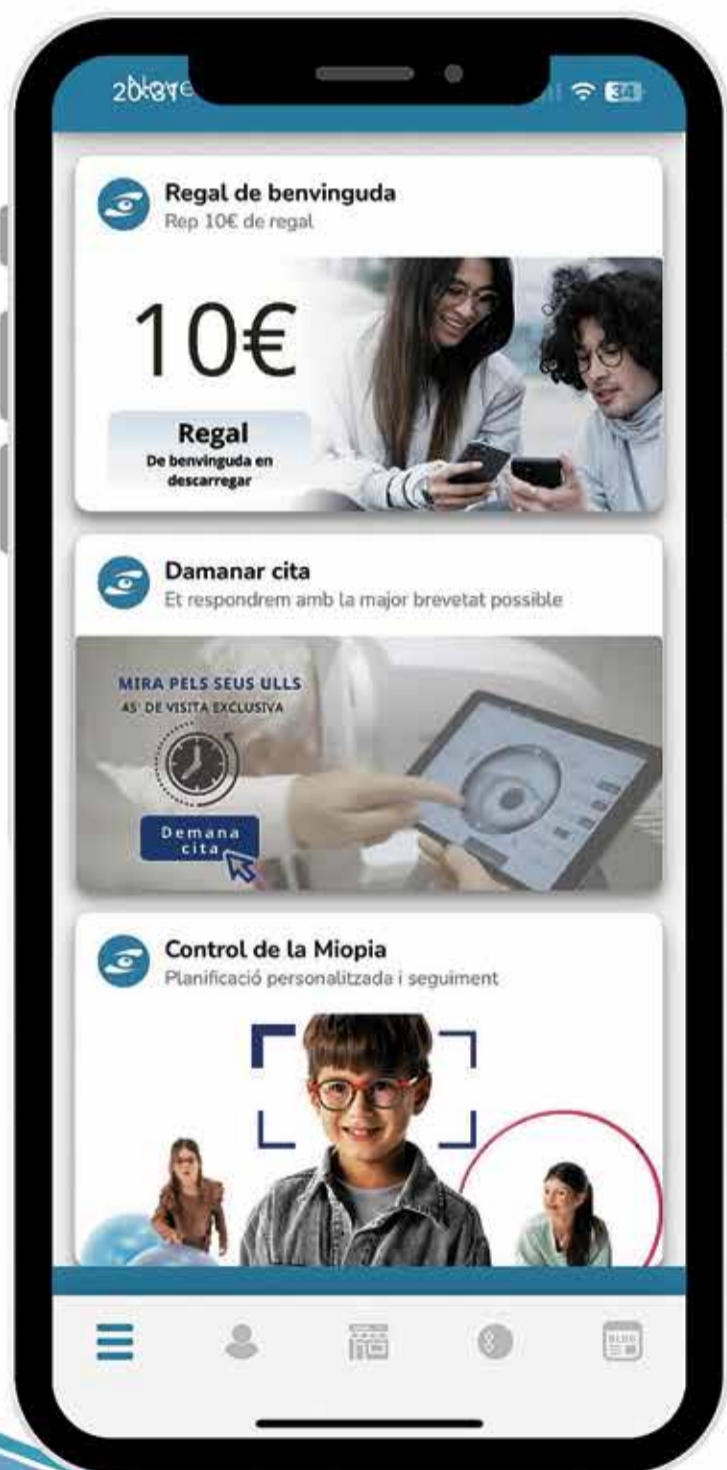 34
Regal de benvinguda
Rep 10€ de regal
10€
Regal
De benvinguda en
descarregar
Damanar cita
Et respondrem amb la major brevetat possible
MIRA PELS SEUS ULLS
45' DE VISITA EXCLUSIVA
Demana
cita
Control de la Miopia
Planificació personalitzada i seguiment
BLOG